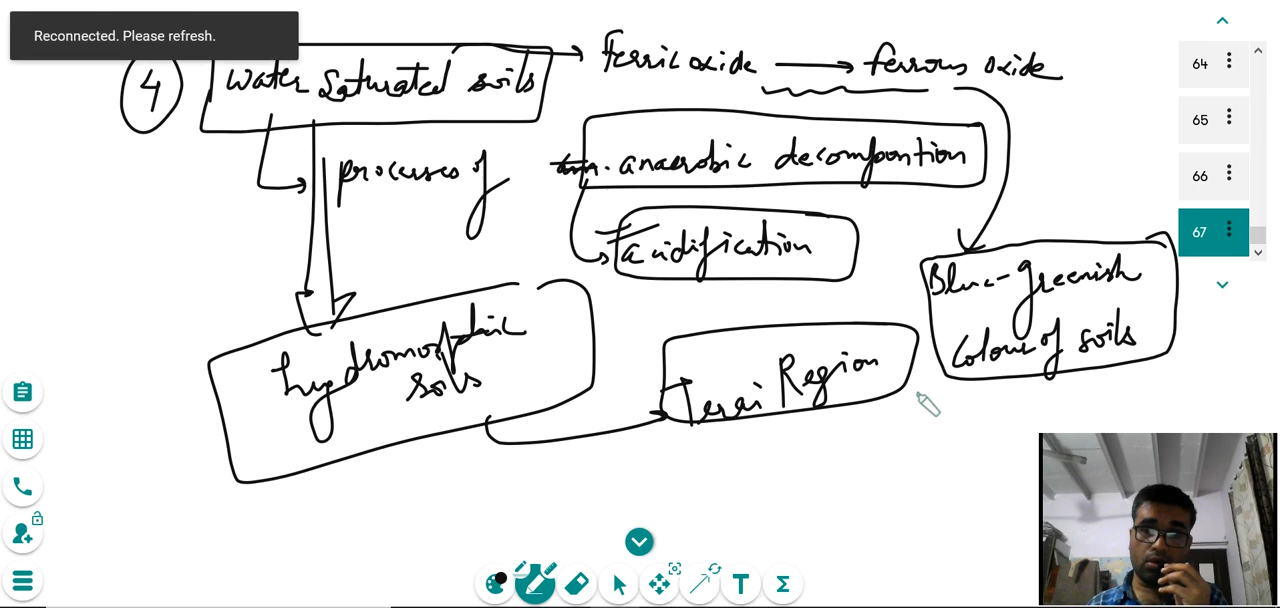 Reconnected. Please refresh.
4
Water Saturated soils
Ferric oxide → ferrous oxide
processes of
anaerobic decomposition
acidification
Blue-greenish
Colour of soils
hydromorphic
soils
Terai Region
64
65
66
67
T
Σ